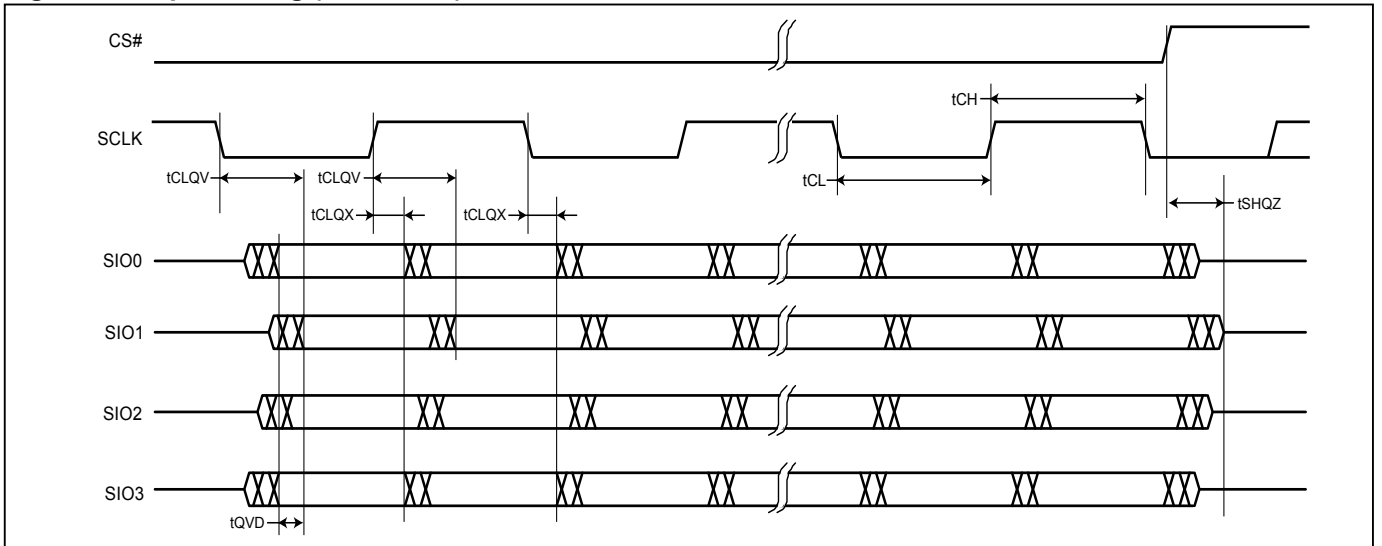 CS#
tCH
SCLK
tCLQV
tCLQV
tCL
tSHQZ
tCLQX
tCLQX
SIO0
SIO1
SIO2
SIO3
tQVD